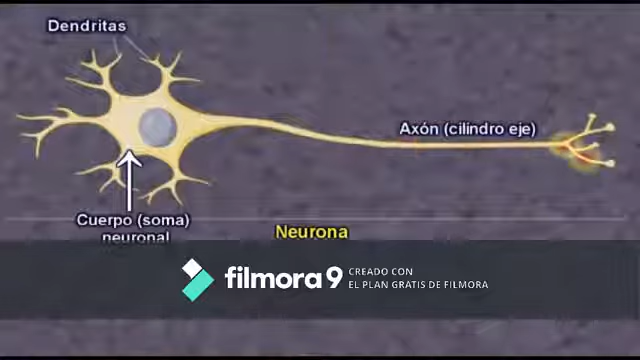 Dendritas
Axón (cilindro eje)
Cuerpo (soma)
neuronal
Neurona
filmora9
CREADO CON
EL PLAN GRATIS DE FILMORA